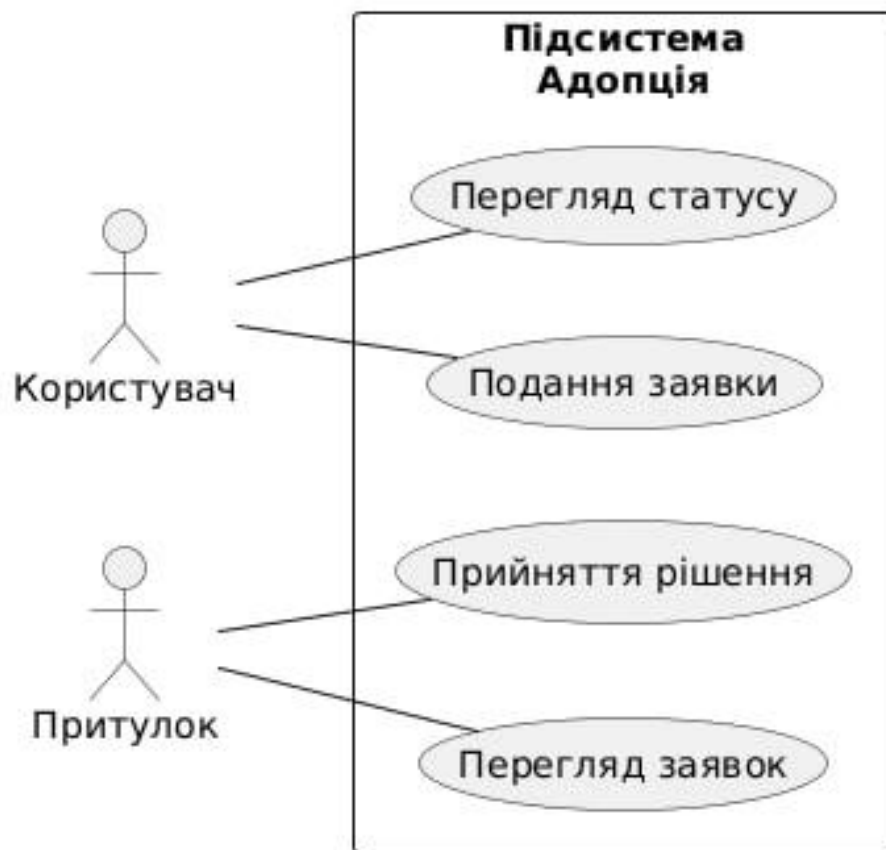 Підсистема
Адопція
Перегляд статусу
Користувач
Подання заявки
Прийняття рішення
Притулок
Перегляд заявок